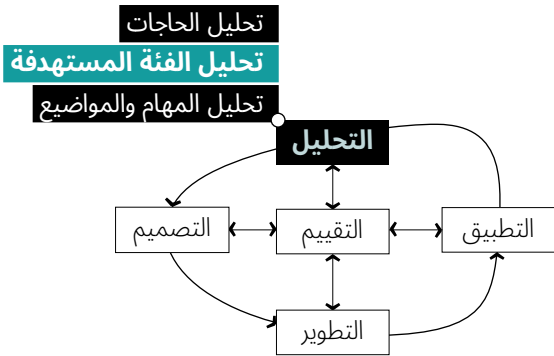 تحليل الحاجات
تحليل الفئة المستهدفة
تحليل المهام والمواضيع
التحليل
التطبيق
التقييم
التصميم
التطوير